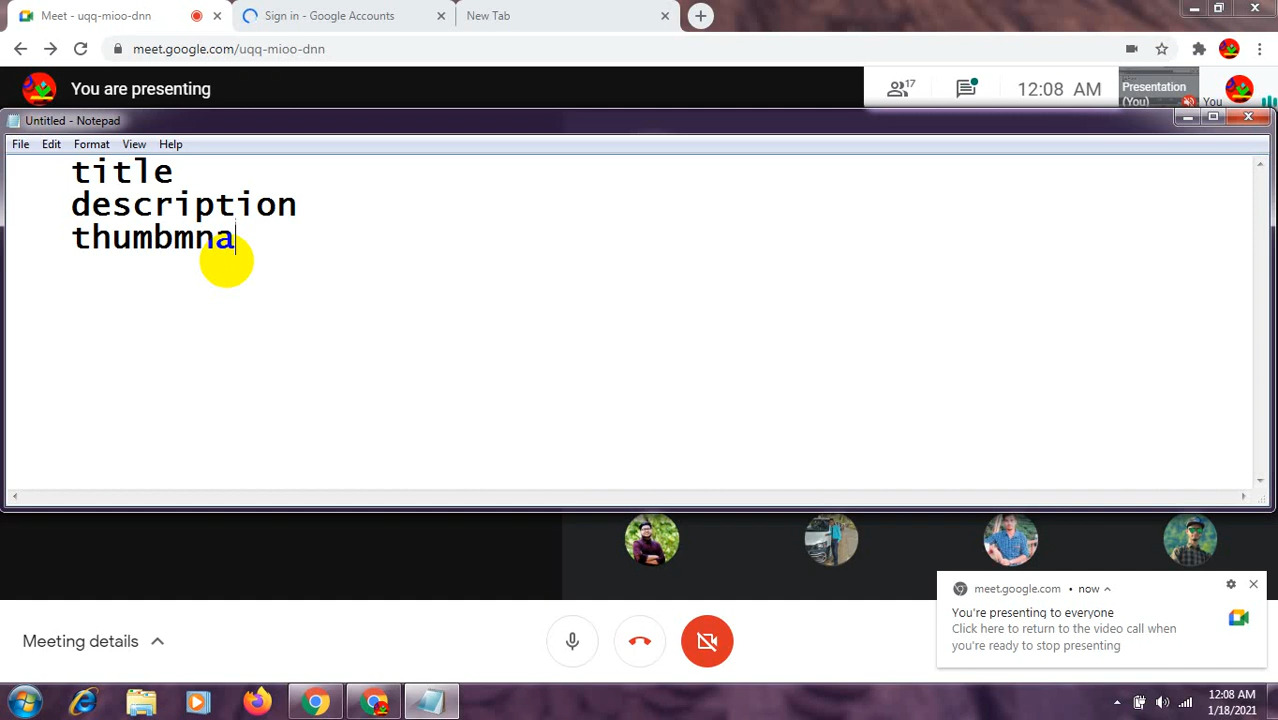 Meet - uqq-mioo-dnn
Sign in - Google Accounts
New Tab
meet.google.com/uqq-mioo-dnn
You are presenting
17
12:08 AM
Presentation
(You)
You
Untitled - Notepad
File Edit Format View Help
title
description
thumbmna
meet.google.com • now
You're presenting to everyone
Click here to return to the video call when
you're ready to stop presenting
Meeting details
12:08 AM
1/18/2021